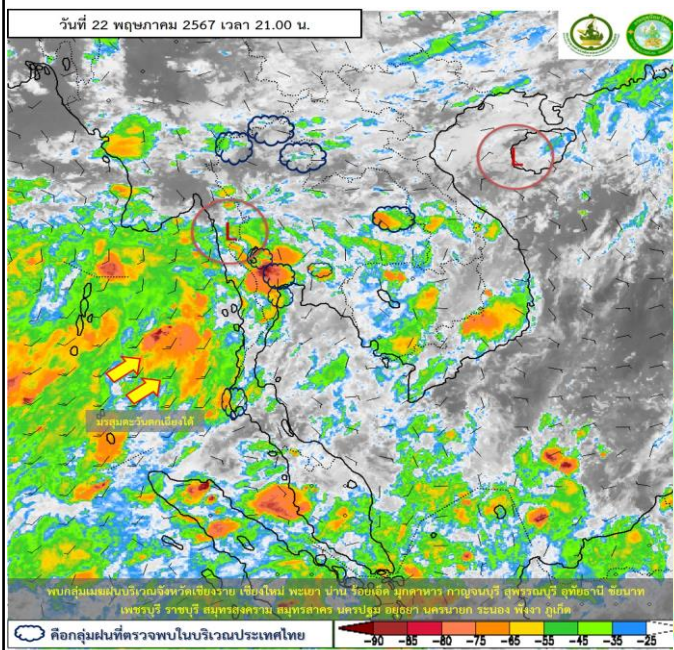 วันที่ 22 พฤษภาคม 2567 เวลา 21.00 น.
L
L
มรสุมตะวันตกเฉียงใต้
พบกลุ่มเมฆฝนบริเวณจังหวัดเชียงราย เชียงใหม่ พะเยา น่าน ร้อยเอ็ด มุกดาหาร กาญจนบุรี สุพรรณบุรี อุทัยธานี ชัยนาท
เพชรบุรี ราชบุรี สมุทรสงคราม สมุทรสาคร นครปฐม อยุธยา นครนายก ระนอง พังงา ภูเก็ต
คือกลุ่มฝนที่ตรวจพบในบริเวณประเทศไทย
-90 -85 -80 -75 -65 -55 -45 -35 -25